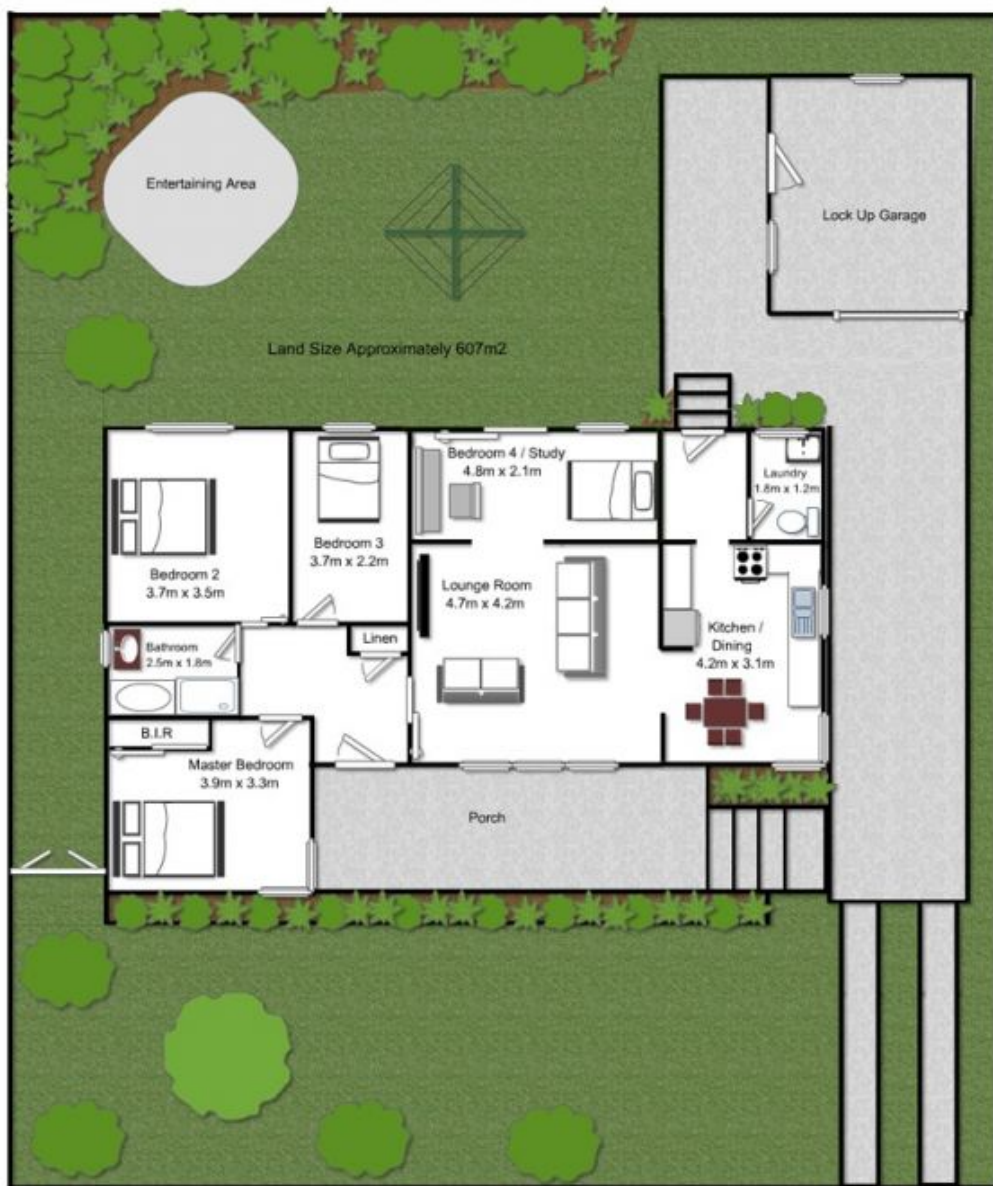 Entertaining Area
Lock Up Garage
Land Size Approximately 607m2
Bedroom 4 / Study
4.8m x 2.1m
Laundry
1.8m x 1.2m
Bedroom 2
3.7m x 3.5m
Bedroom 3
3.7m x 2.2m
Lounge Room
4.7m x 4.2m
Kitchen /
Dining
4.2m x 3.1m
Linen
Bathroom
2.5m x 1.8m
B.I.R
Master Bedroom
3.9m x 3.3m
Porch